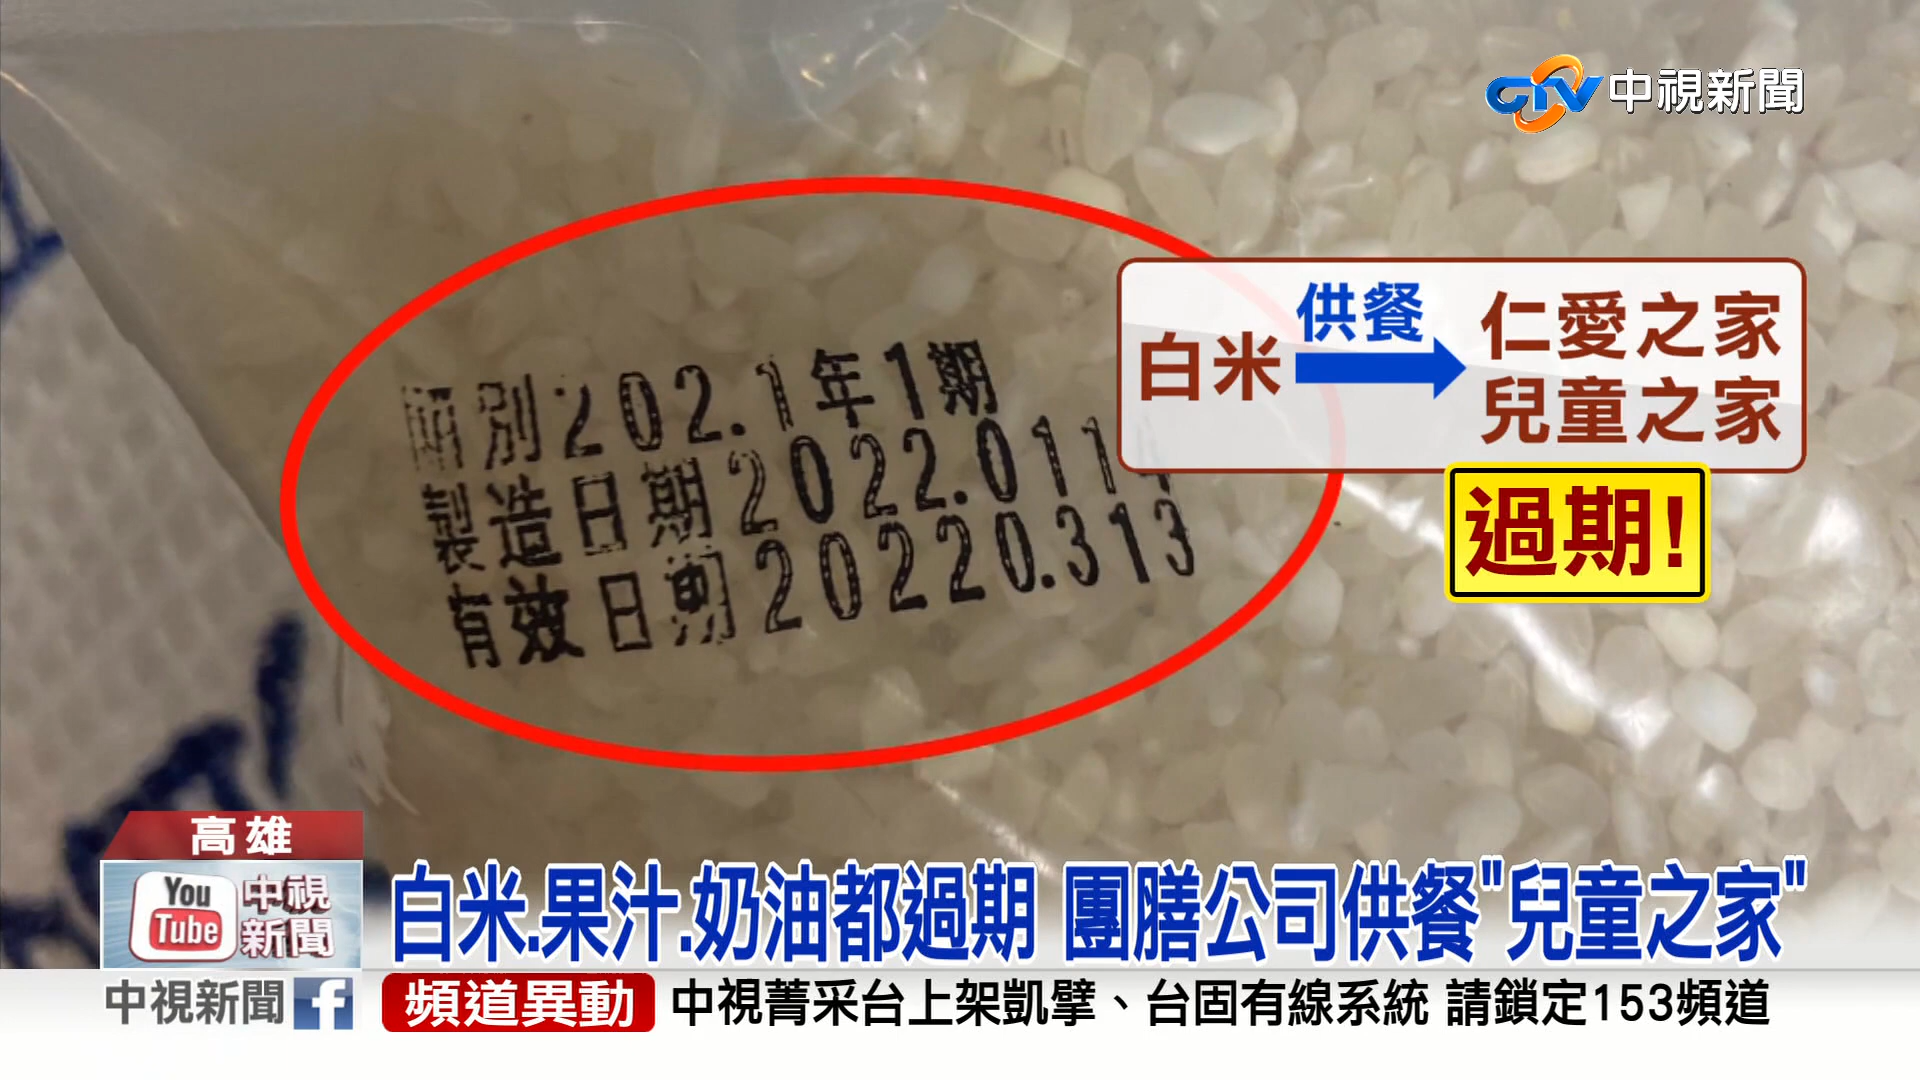 CTV中視新聞
供餐
白米
仁愛之家
兒童之家
過期!
期別202.1年1期
製造日期2022.0114
有效日期20220.313
高雄
You
Tube
中視
新聞
白米.果汁.奶油都過期 團膳公司供餐"兒童之家"
中視新聞 f
頻道異動 中視菁采台上架凱擘、台固有線系統 請鎖定153頻道